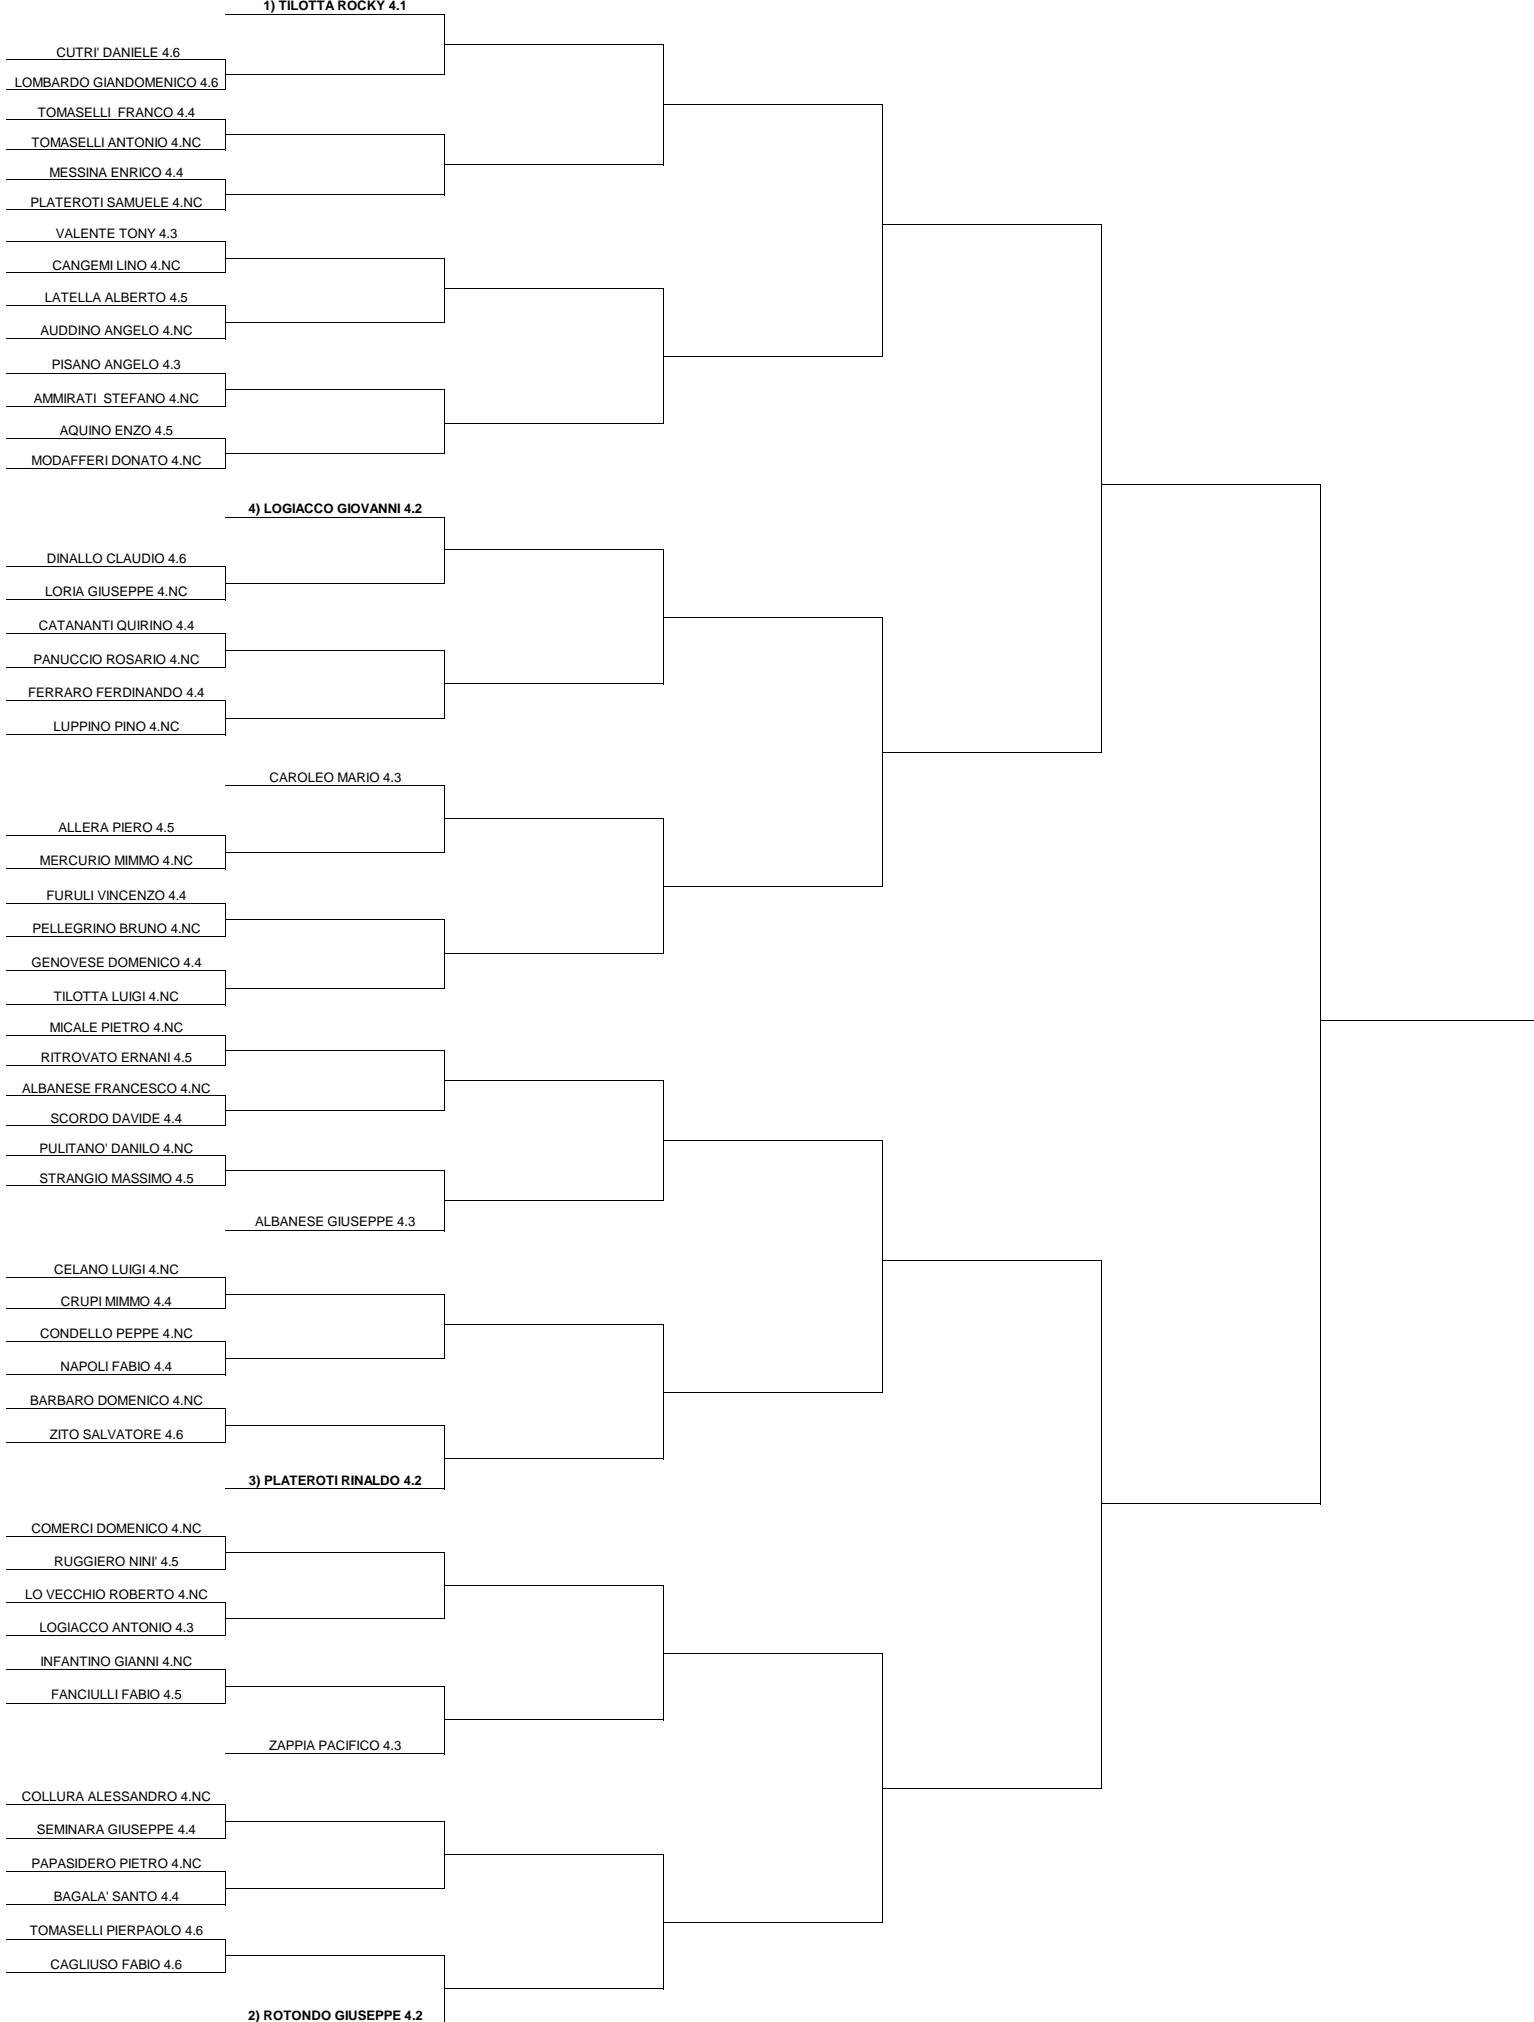 1) TILOTTA ROCKY 4.1
CUTRI' DANIELE 4.6
LOMBARDO GIANDOMENICO 4.6
TOMASELLI  FRANCO 4.4
TOMASELLI ANTONIO 4.NC
MESSINA ENRICO 4.4
PLATEROTI SAMUELE 4.NC
VALENTE TONY 4.3
CANGEMI LINO 4.NC
LATELLA ALBERTO 4.5
AUDDINO ANGELO 4.NC
PISANO ANGELO 4.3
AMMIRATI  STEFANO 4.NC
AQUINO ENZO 4.5
MODAFFERI DONATO 4.NC
4) LOGIACCO GIOVANNI 4.2
DINALLO CLAUDIO 4.6
LORIA GIUSEPPE 4.NC
CATANANTI QUIRINO 4.4
PANUCCIO ROSARIO 4.NC
FERRARO FERDINANDO 4.4
LUPPINO PINO 4.NC
CAROLEO MARIO 4.3
ALLERA PIERO 4.5
MERCURIO MIMMO 4.NC
FURULI VINCENZO 4.4
PELLEGRINO BRUNO 4.NC
GENOVESE DOMENICO 4.4
TILOTTA LUIGI 4.NC
MICALE PIETRO 4.NC
RITROVATO ERNANI 4.5
ALBANESE FRANCESCO 4.NC
SCORDO DAVIDE 4.4
PULITANO' DANILO 4.NC
STRANGIO MASSIMO 4.5
ALBANESE GIUSEPPE 4.3
CELANO LUIGI 4.NC
CRUPI MIMMO 4.4
CONDELLO PEPPE 4.NC
NAPOLI FABIO 4.4
BARBARO DOMENICO 4.NC
ZITO SALVATORE 4.6
3) PLATEROTI RINALDO 4.2
COMERCI DOMENICO 4.NC
RUGGIERO NINI' 4.5
LO VECCHIO ROBERTO 4.NC
LOGIACCO ANTONIO 4.3
INFANTINO GIANNI 4.NC
FANCIULLI FABIO 4.5
ZAPPIA PACIFICO 4.3
COLLURA ALESSANDRO 4.NC
SEMINARA GIUSEPPE 4.4
PAPASIDERO PIETRO 4.NC
BAGALA' SANTO 4.4
TOMASELLI PIERPAOLO 4.6
CAGLIUSO FABIO 4.6
2) ROTONDO GIUSEPPE 4.2